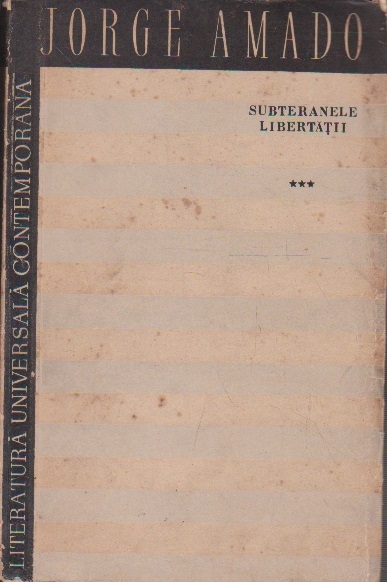 JORGE AMADO
SUBTERANELE
LIBERTĂŢII
★★★
LITERATURĂ UNIVERSALĂ CONTEMPORANĂ